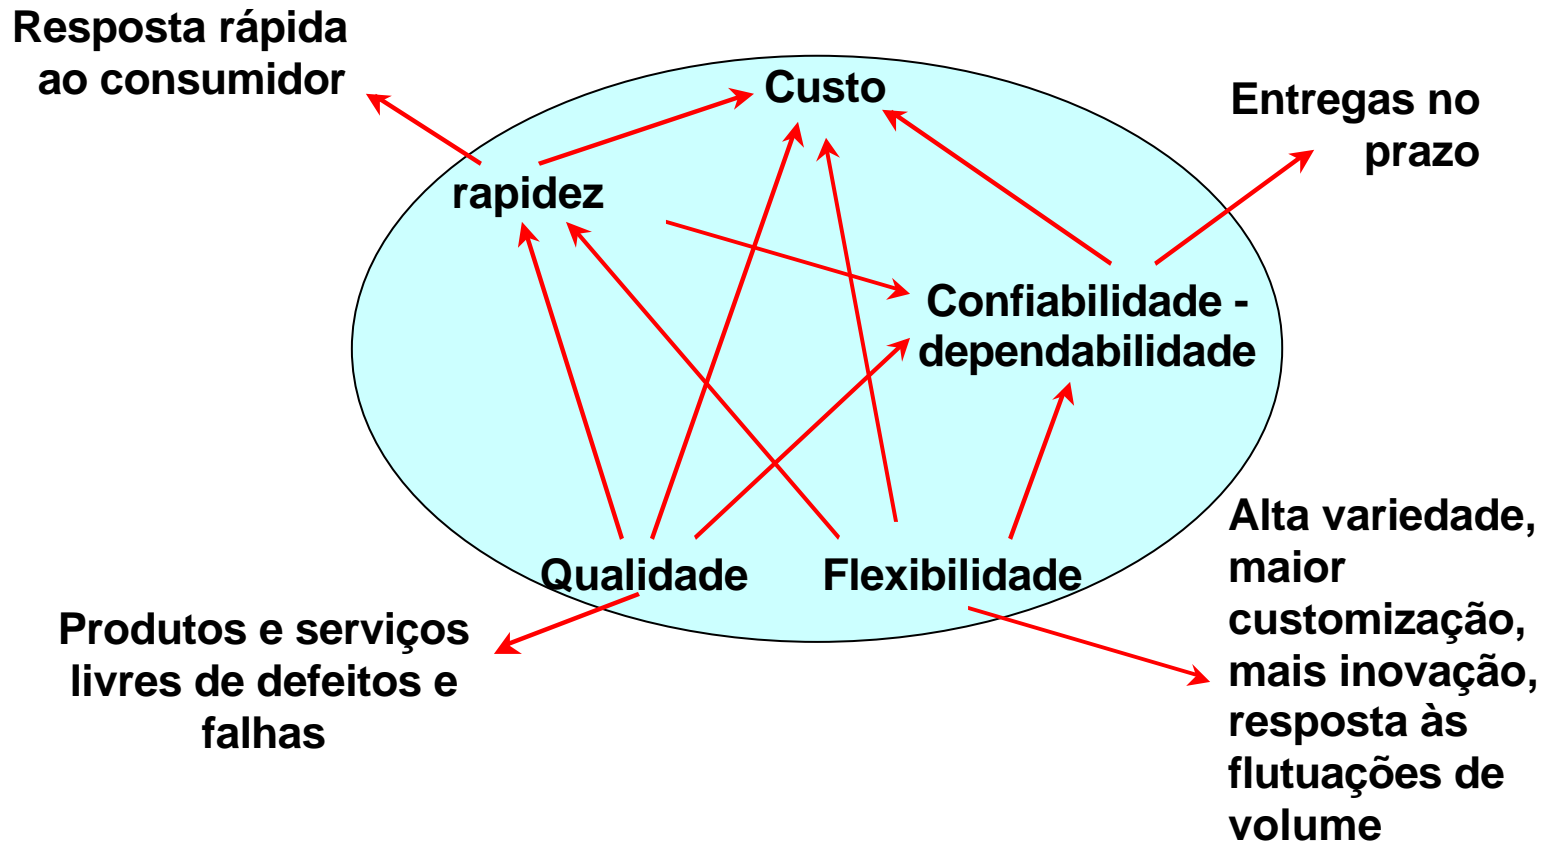 Resposta rápida
ao consumidor
Custo
Entregas no
prazo
rapidez
Confiabilidade -
dependabilidade
Qualidade
Flexibilidade
Produtos e serviços
livres de defeitos e
falhas
Alta variedade,
maior
customização,
mais inovação,
resposta às
flutuações de
volume